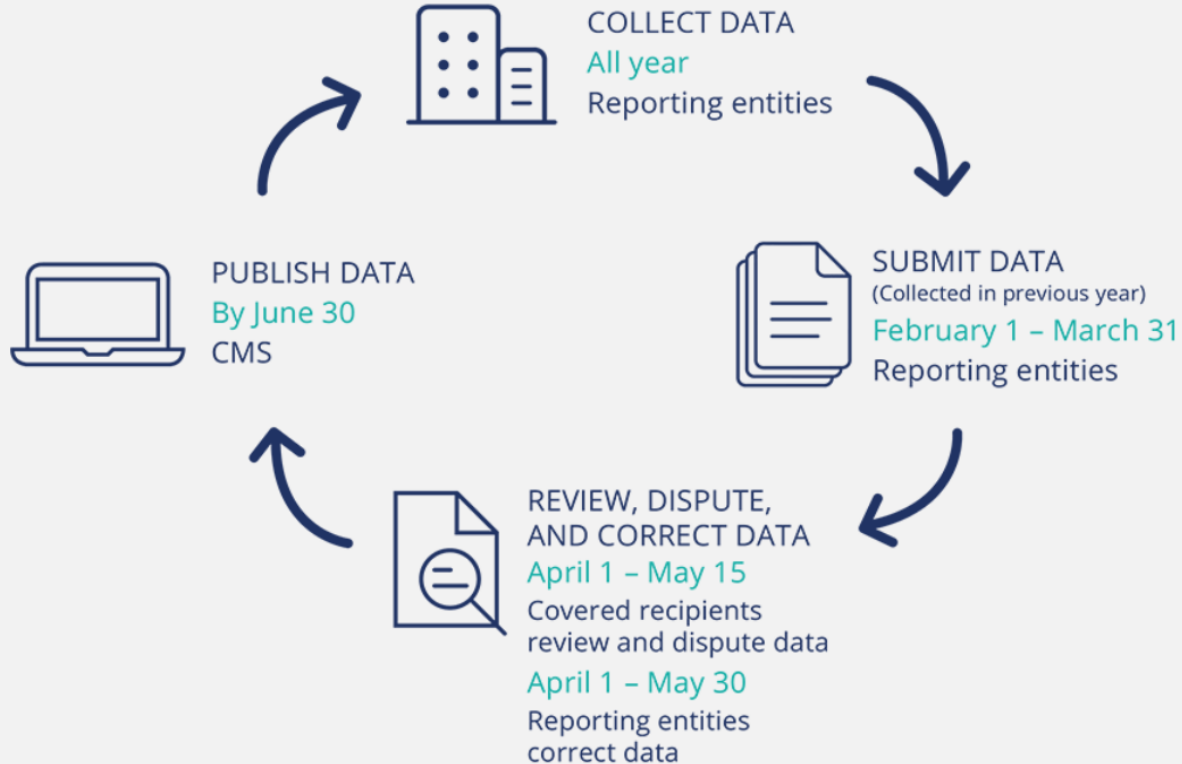 COLLECT DATA
All year
Reporting entities
SUBMIT DATA
(Collected in previous year)
February 1 – March 31
Reporting entities
REVIEW, DISPUTE,
AND CORRECT DATA
April 1 – May 15
Covered recipients
review and dispute data
April 1 – May 30
Reporting entities
correct data
PUBLISH DATA
By June 30
CMS